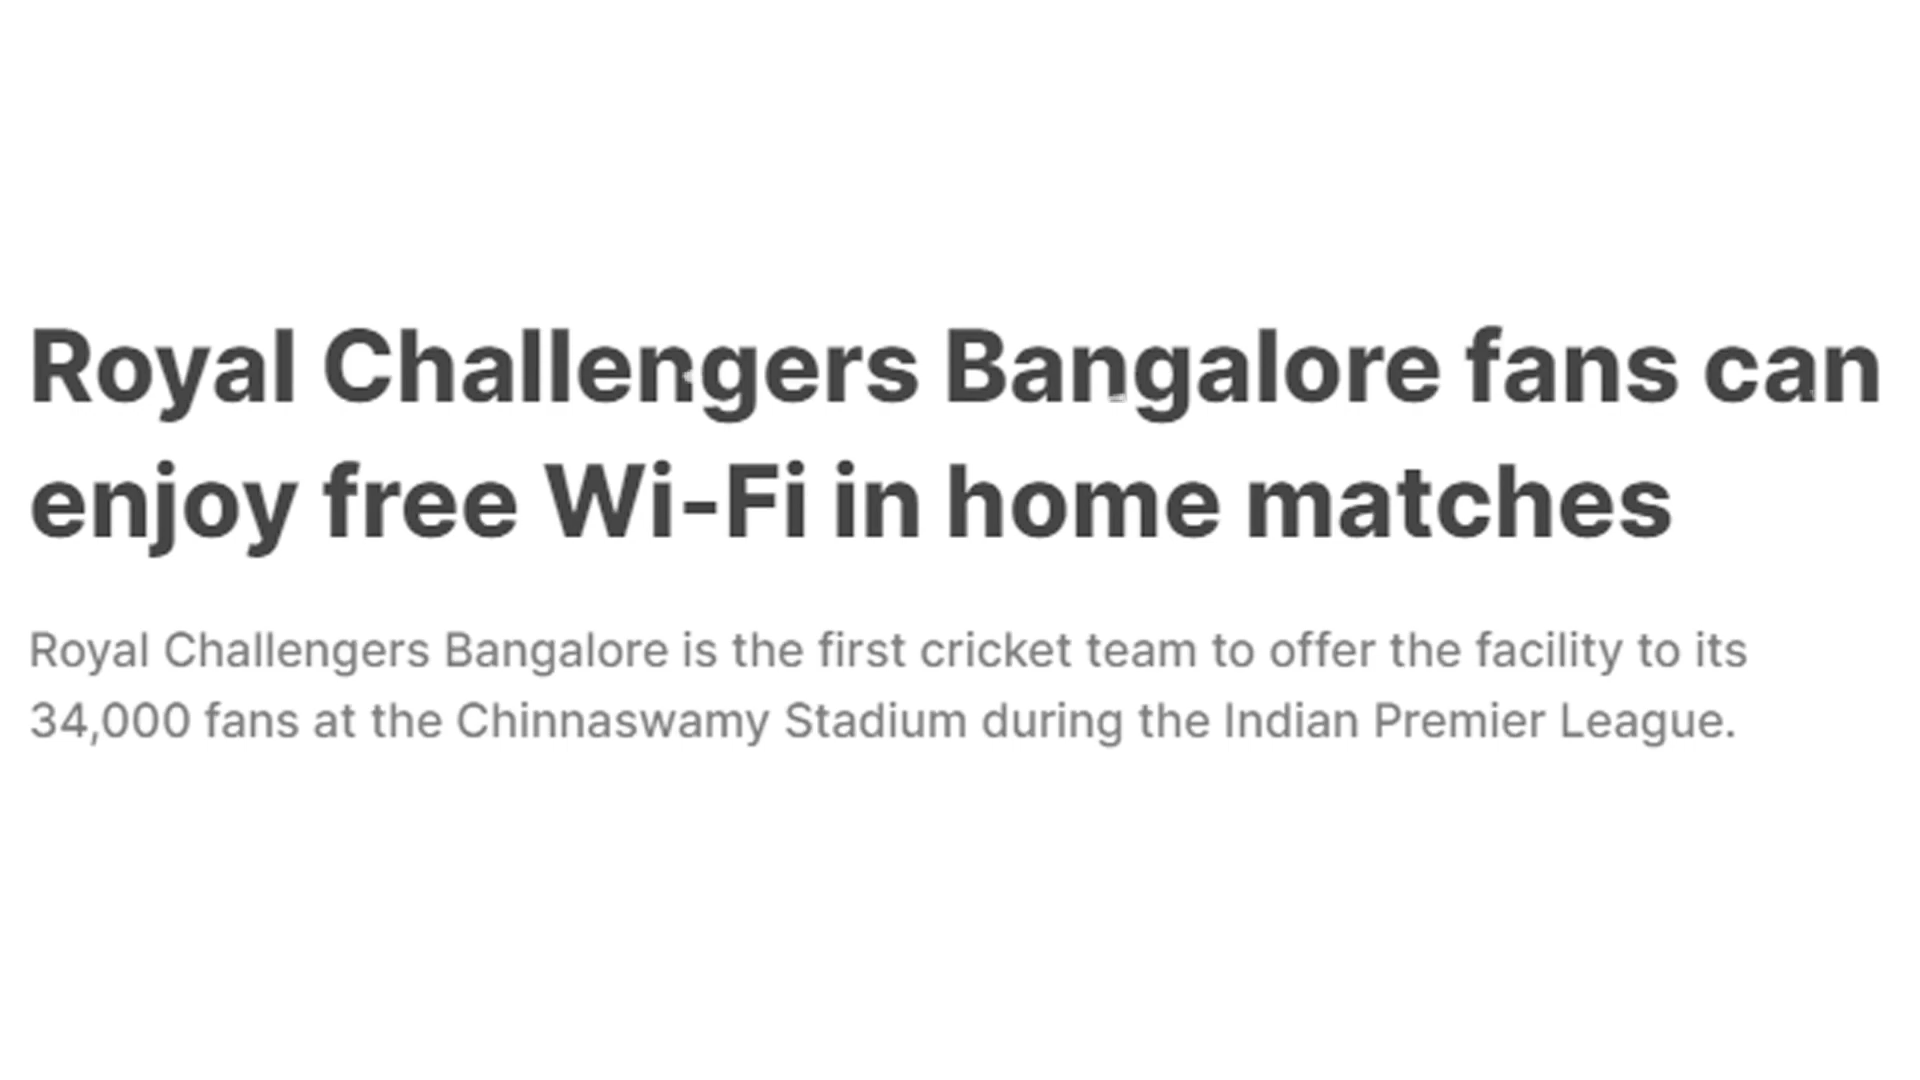 Royal Challengers Bangalore fans can
enjoy free Wi-Fi in home matches
Royal Challengers Bangalore is the first cricket team to offer the facility to its
34,000 fans at the Chinnaswamy Stadium during the Indian Premier League.